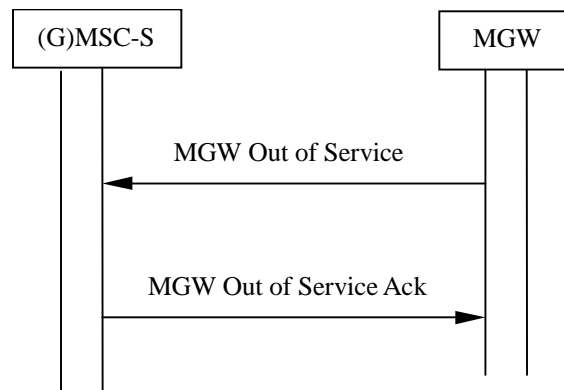 (G)MSC-S
MGW
MGW Out of Service
MGW Out of Service Ack